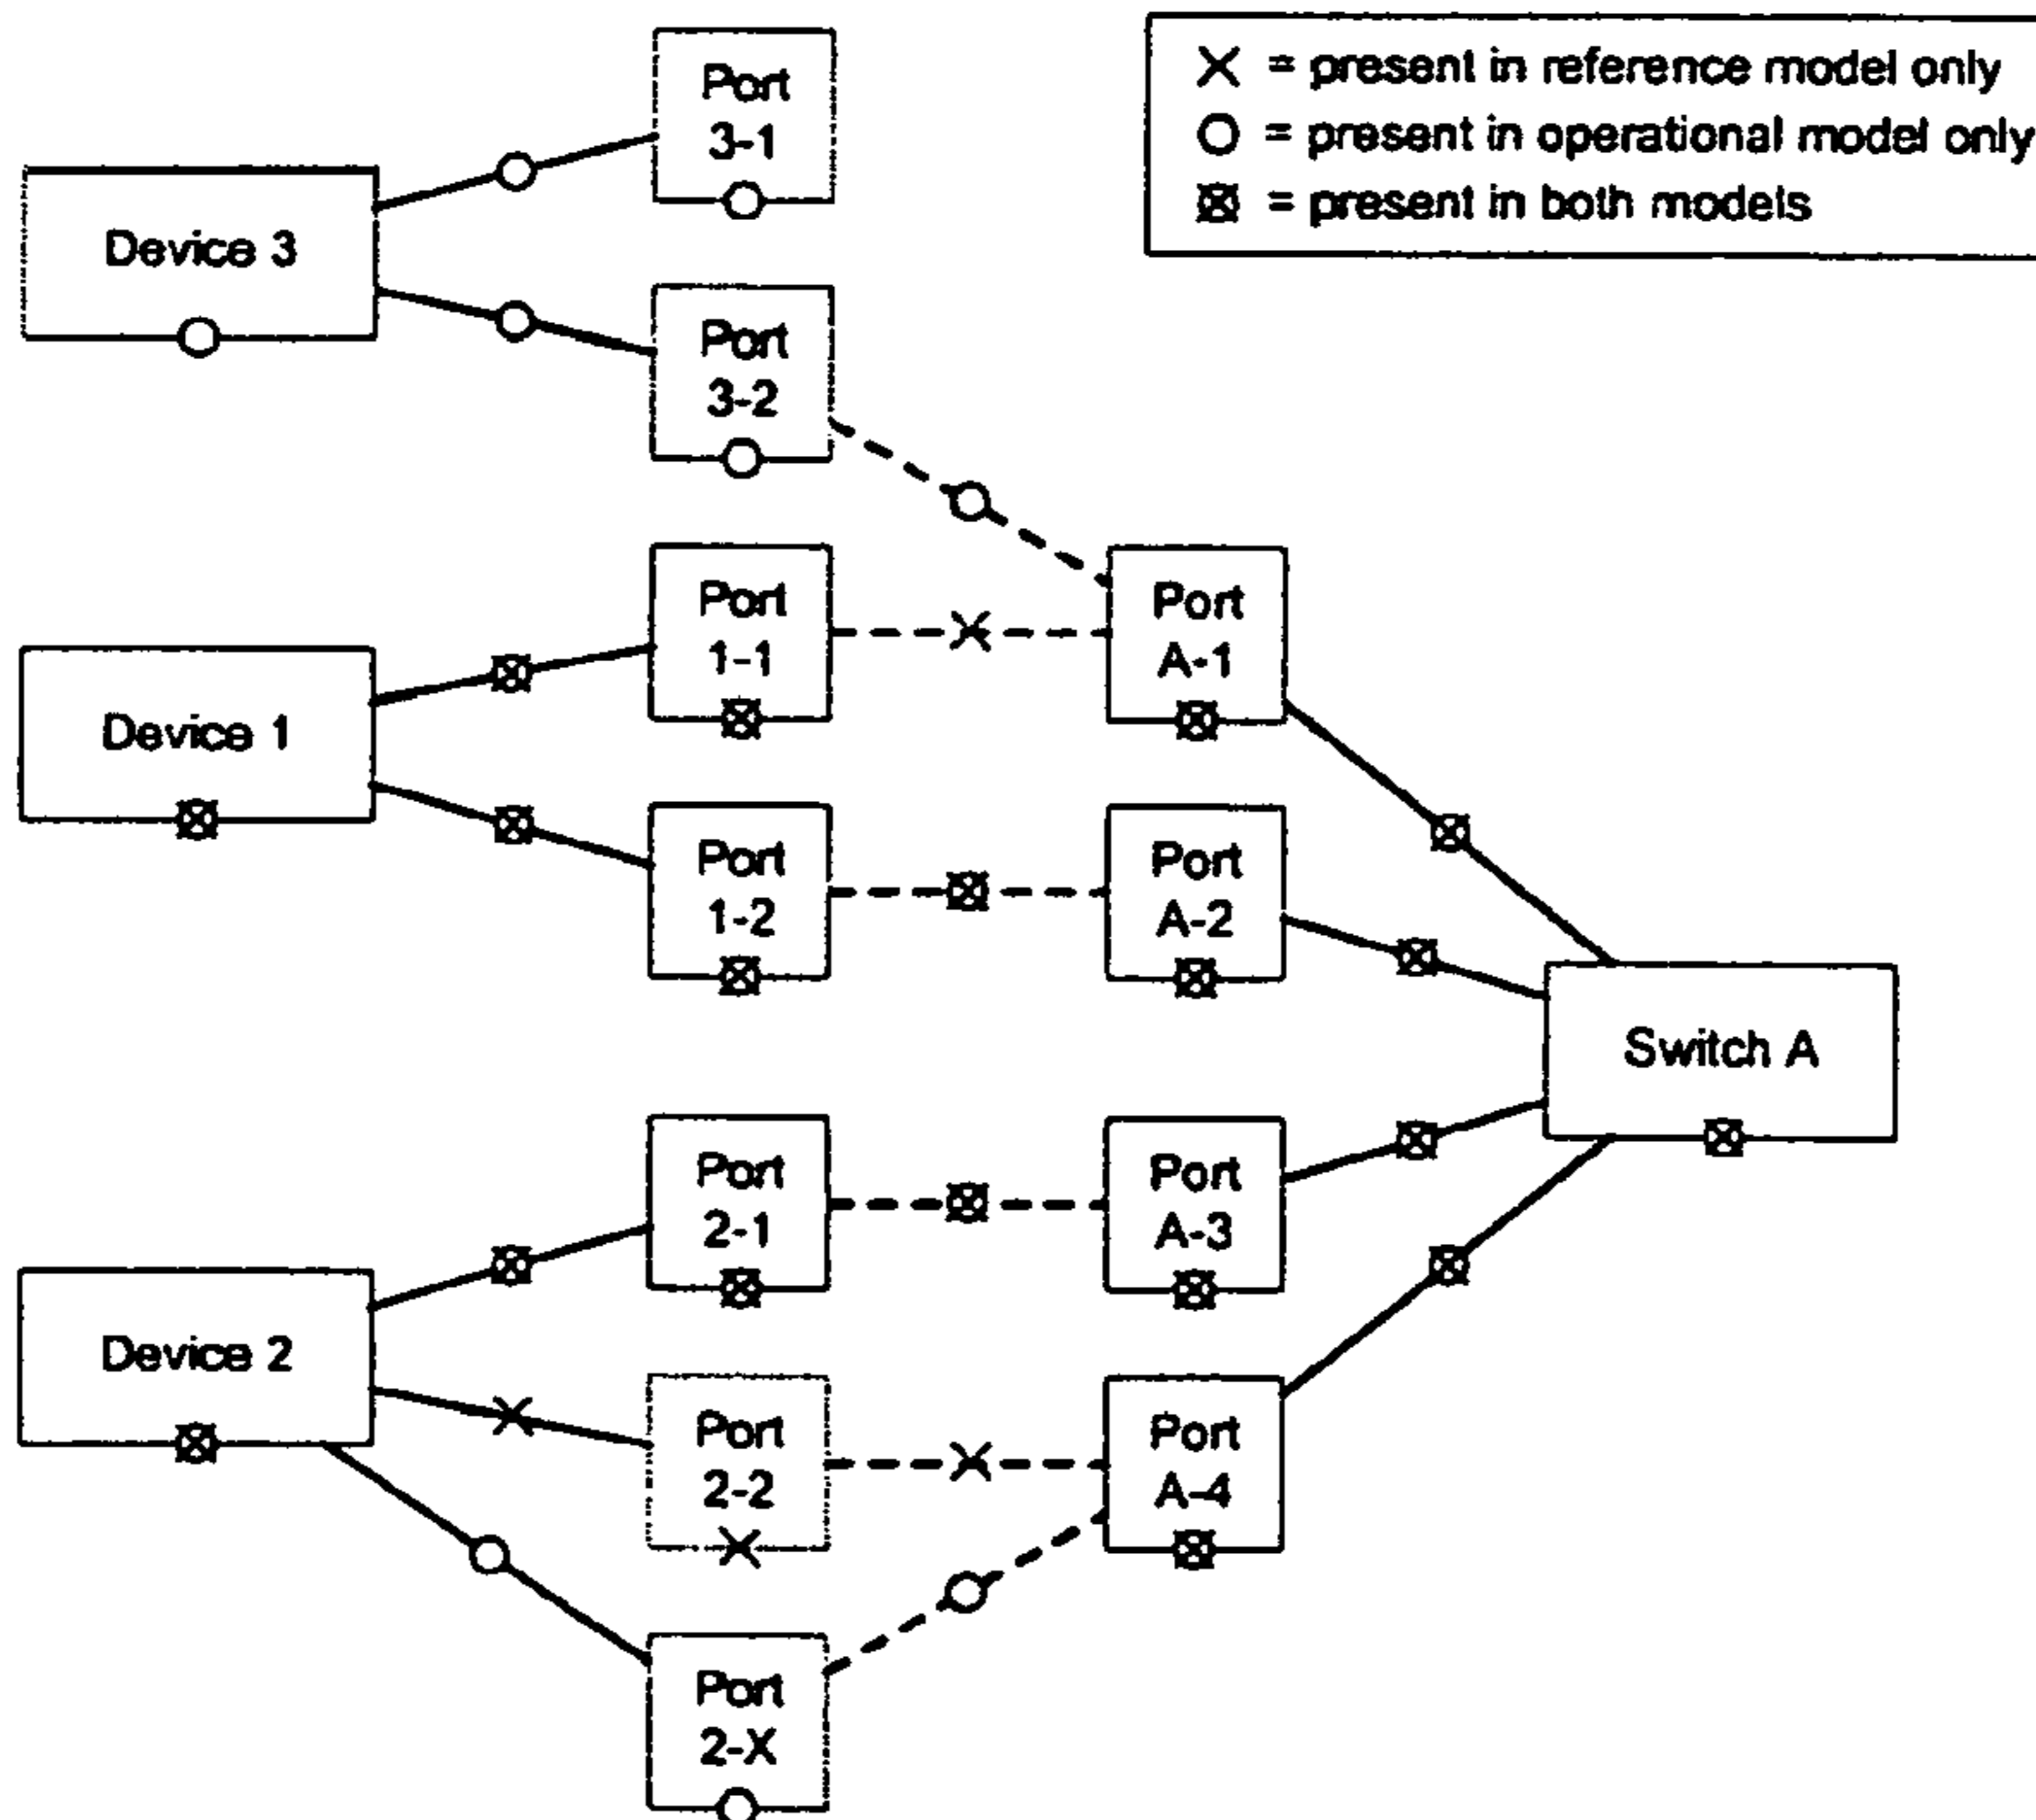 Port
3-1
× = present in reference model only
○ = present in operational model only
⊠ = present in both models
Device 3
Port
3-2
Port
1-1
Port
A-1
Device 1
Port
1-2
Port
A-2
Switch A
Port
2-1
Port
A-3
Device 2
Port
2-2
Port
A-4
Port
2-X